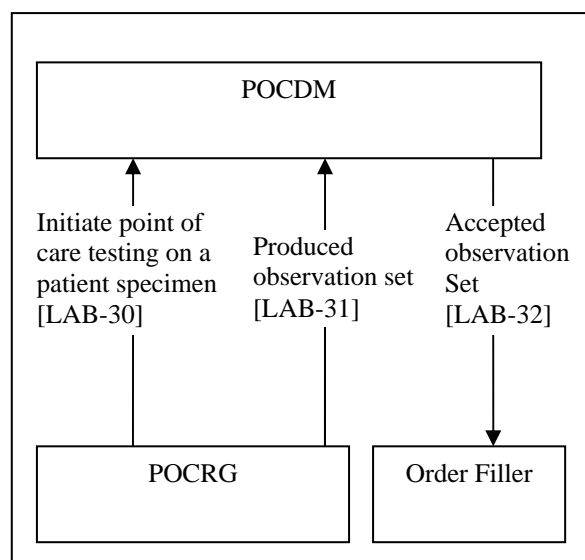 POCDM
Initiate point of
care testing on a
patient specimen
[LAB-30]
Produced
observation set
[LAB-31]
Accepted
observation
Set
[LAB-32]
POCRG
Order Filler